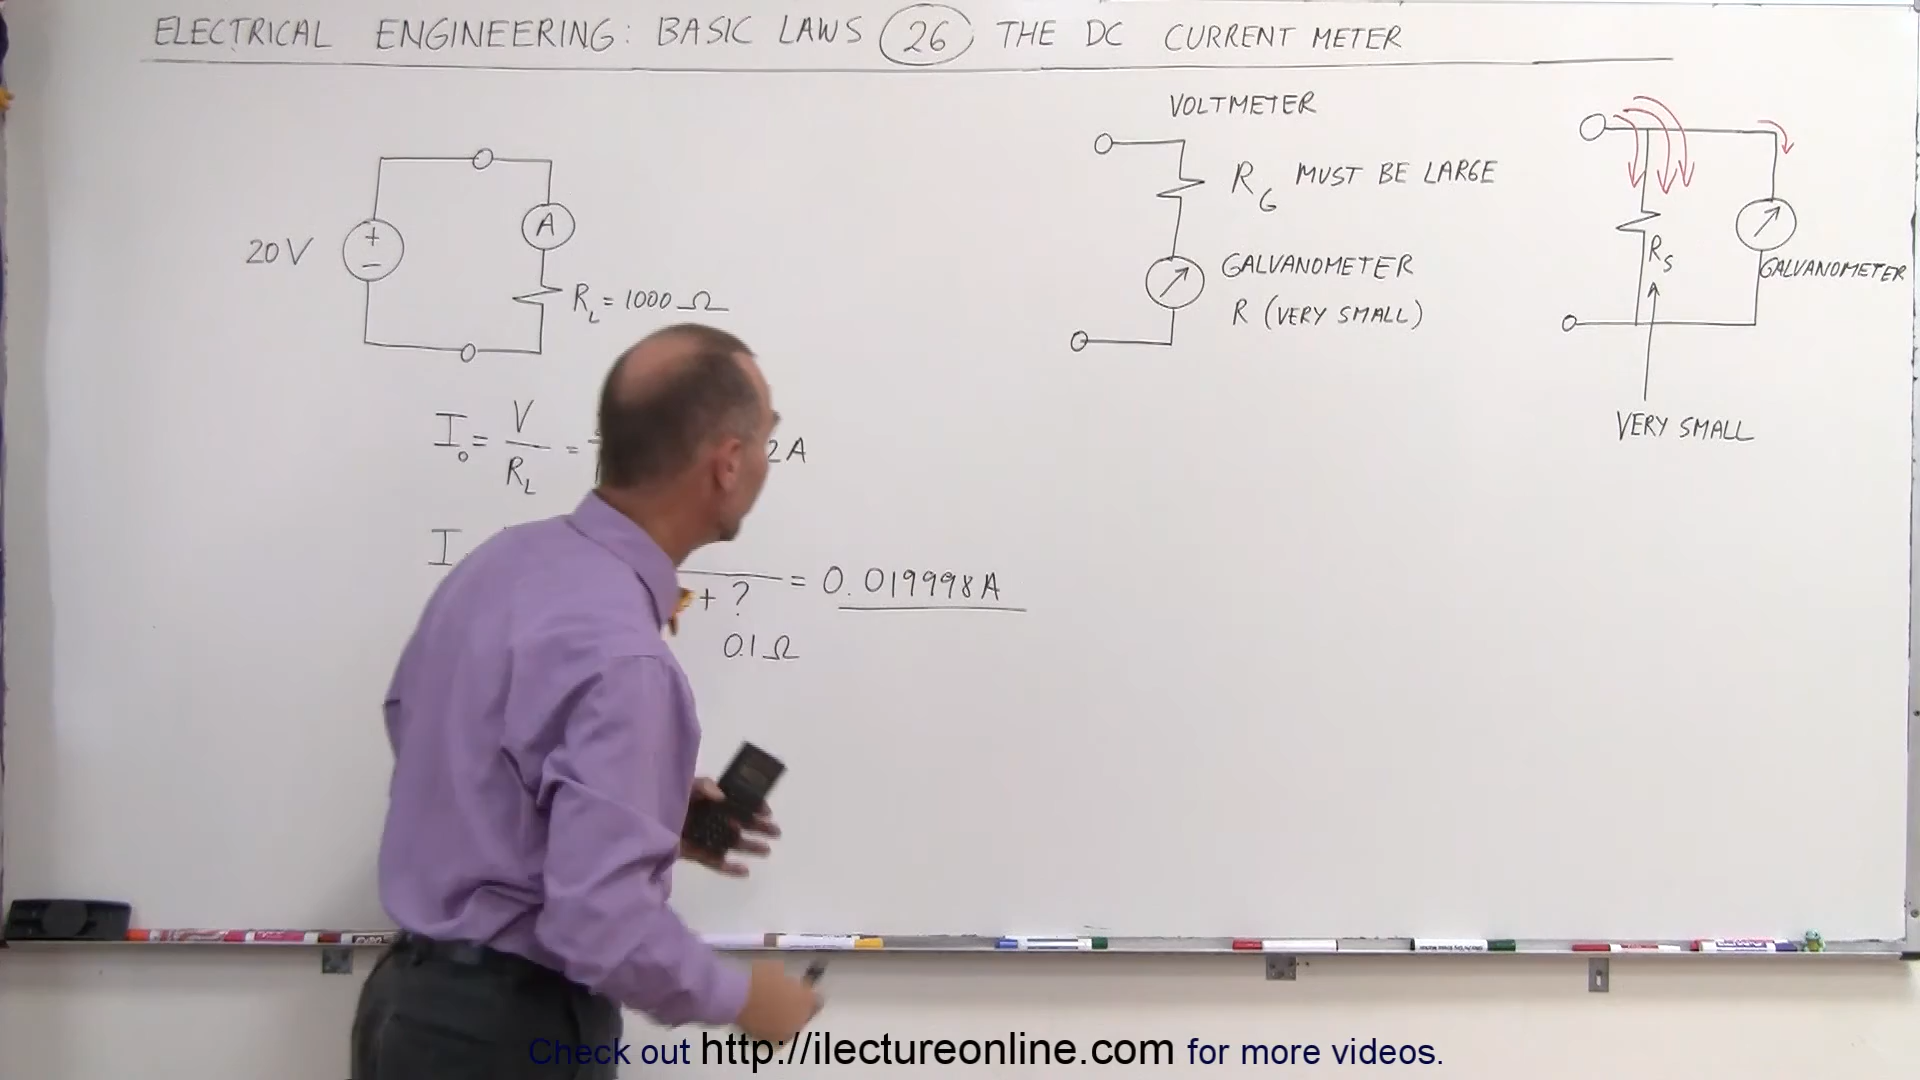 ELECTRICAL ENGINEERING: BASIC LAWS 26 THE DC CURRENT METER
20V
+
−
A
R_L = 1000 Ω
I_0 = V / R_L =
2A
I
+ ? = 0.019998A
0.1 Ω
VOLTMETER
R_G MUST BE LARGE
GALVANOMETER
R (VERY SMALL)
R_S
GALVANOMETER
VERY SMALL
Check out http://ilectureonline.com for more videos.